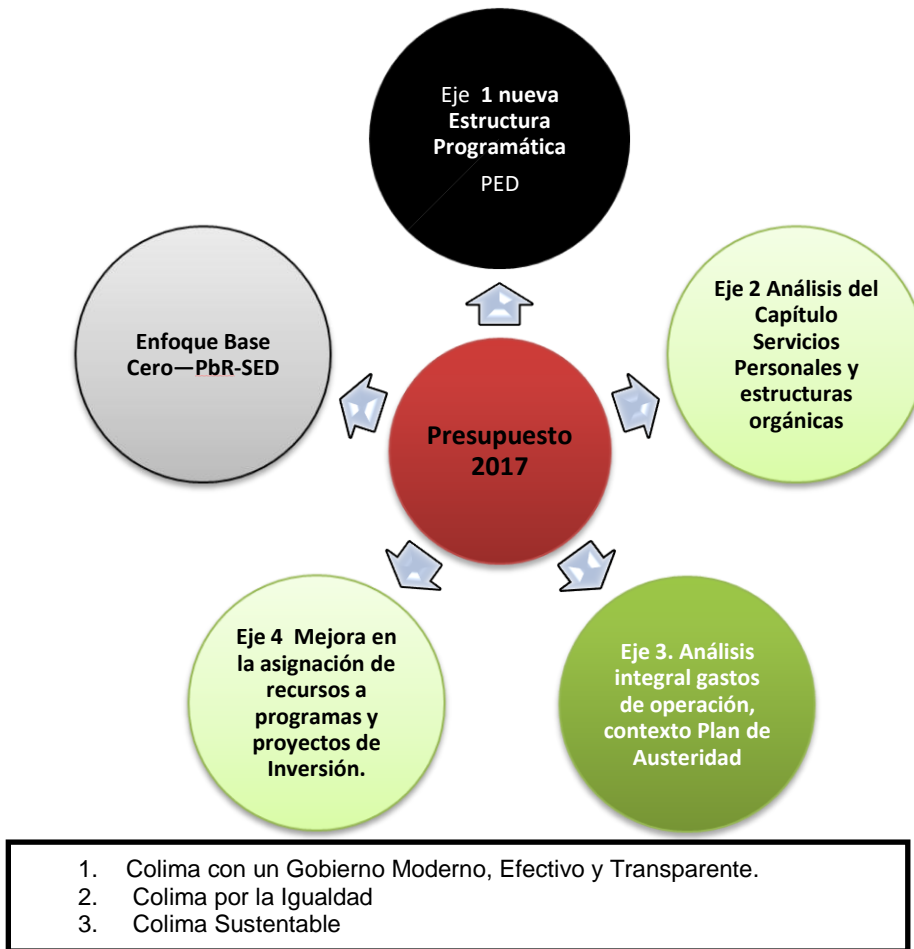 Eje 1 nueva
Estructura
Programática
PED
Enfoque Base
Cero—PbR-SED
Eje 2 Análisis del
Capítulo
Servicios
Personales y
estructuras
orgánicas
Presupuesto
2017
Eje 4 Mejora en
la asignación de
recursos a
programas y
proyectos de
Inversión.
Eje 3. Análisis
integral gastos
de operación,
contexto Plan de
Austeridad
1. Colima con un Gobierno Moderno, Efectivo y Transparente.
2. Colima por la Igualdad
3. Colima Sustentable